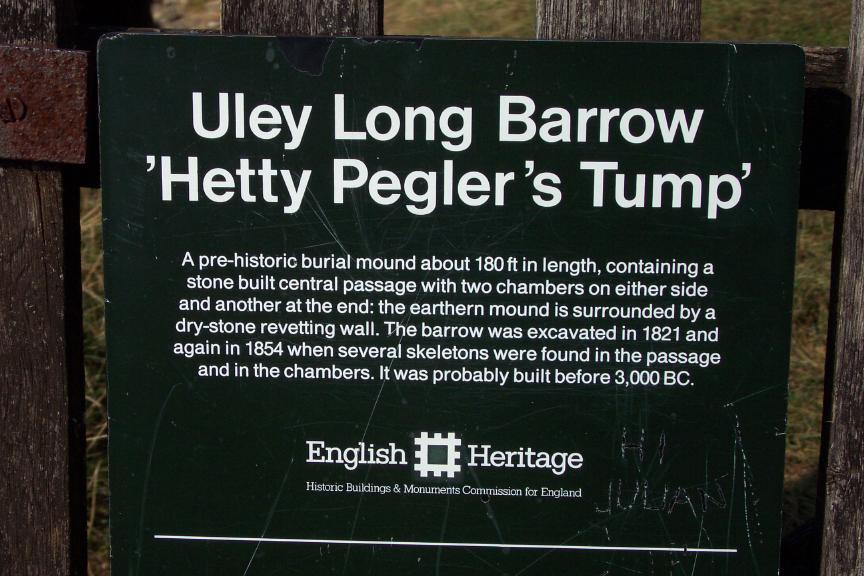 Uley Long Barrow
'Hetty Pegler's Tump'
A pre-historic burial mound about 180 ft in length, containing a
stone built central passage with two chambers on either side
and another at the end: the earthern mound is surrounded by a
dry-stone revetting wall. The barrow was excavated in 1821 and
again in 1854 when several skeletons were found in the passage
and in the chambers. It was probably built before 3,000 BC.
English Heritage
Historic Buildings & Monuments Commission for England
HI
JULIAN